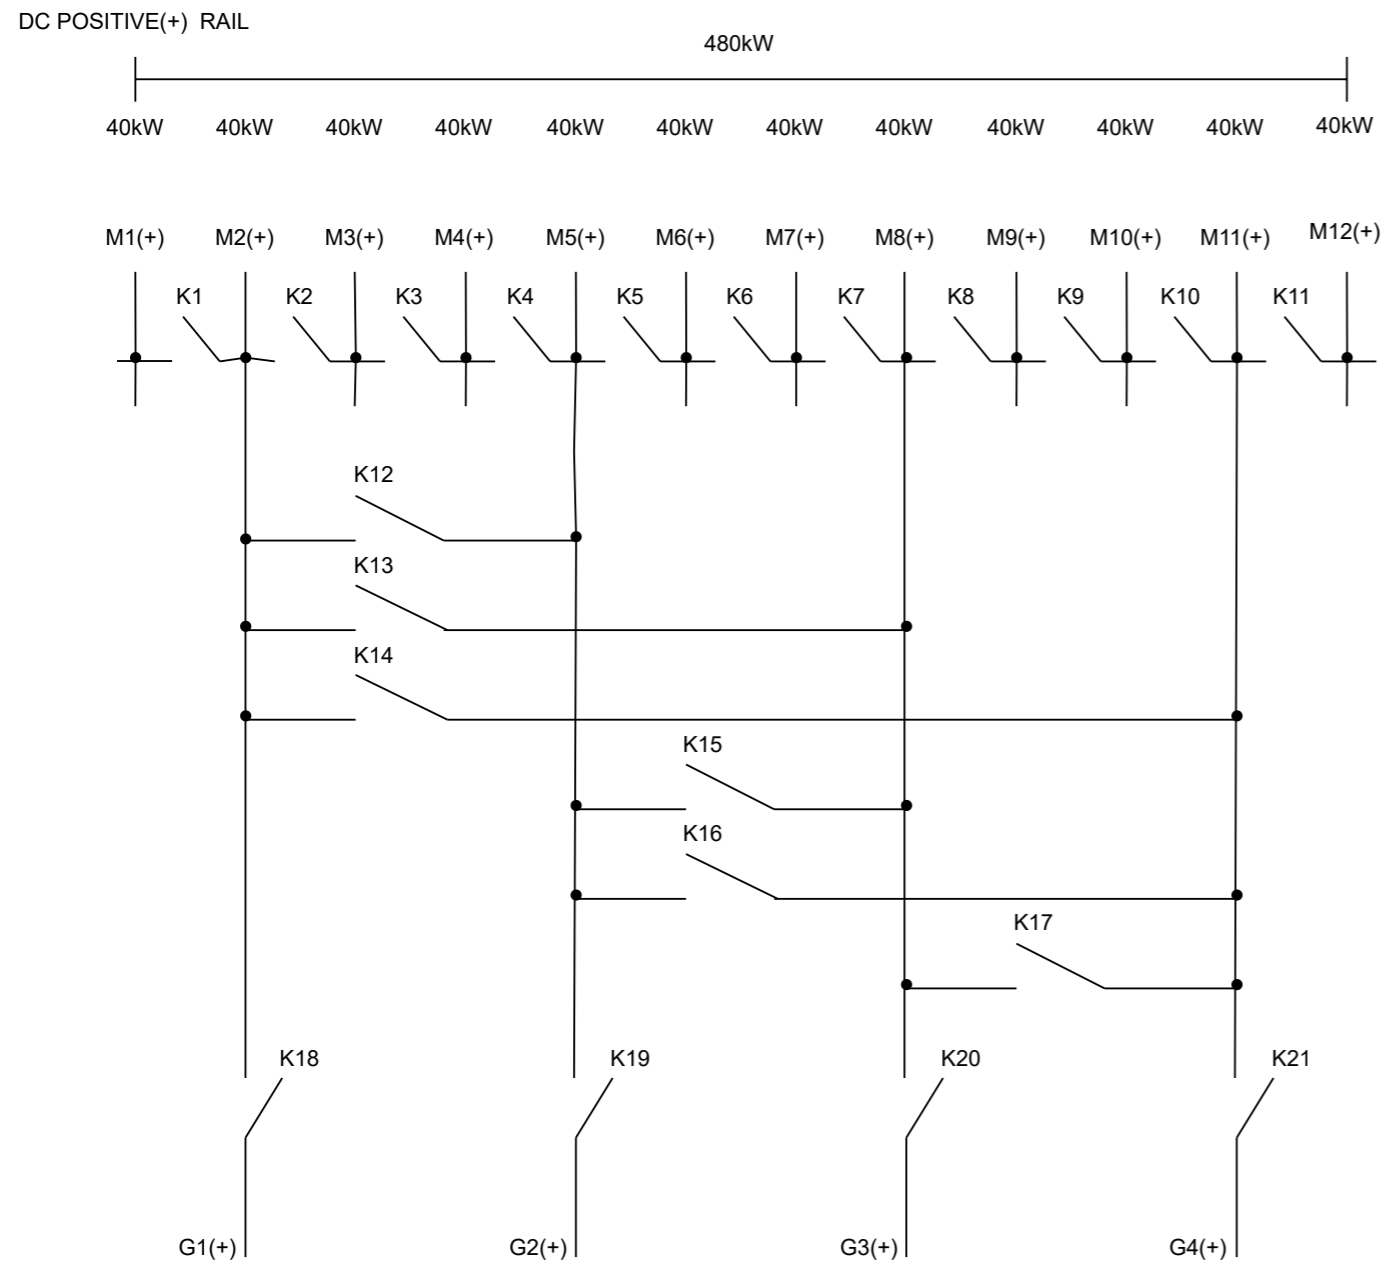 DC POSITIVE(+)  RAIL
480kW
40kW 40kW 40kW 40kW 40kW 40kW 40kW 40kW 40kW 40kW 40kW 40kW
M1(+) M2(+) M3(+) M4(+) M5(+) M6(+) M7(+) M8(+) M9(+) M10(+) M11(+) M12(+)
K1 K2 K3 K4 K5 K6 K7 K8 K9 K10 K11
K12
K13
K14
K15
K16
K17
K18 K19 K20 K21
G1(+) G2(+) G3(+) G4(+)